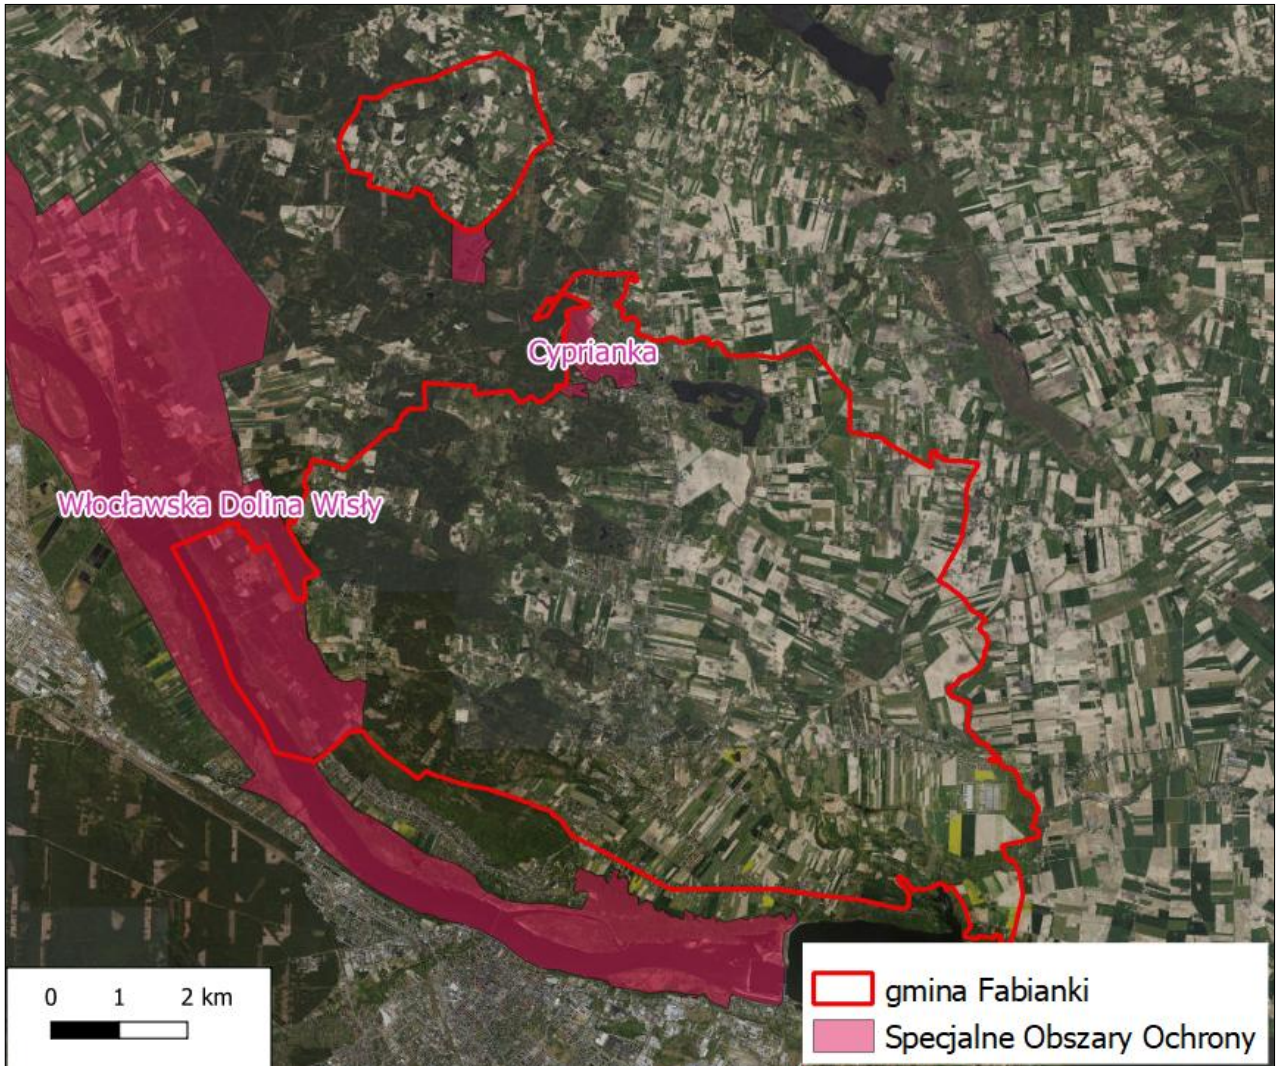 Cyprianka
Włocławska Dolina Wisły
0 1 2 km
gmina Fabianki
Specjalne Obszary Ochrony